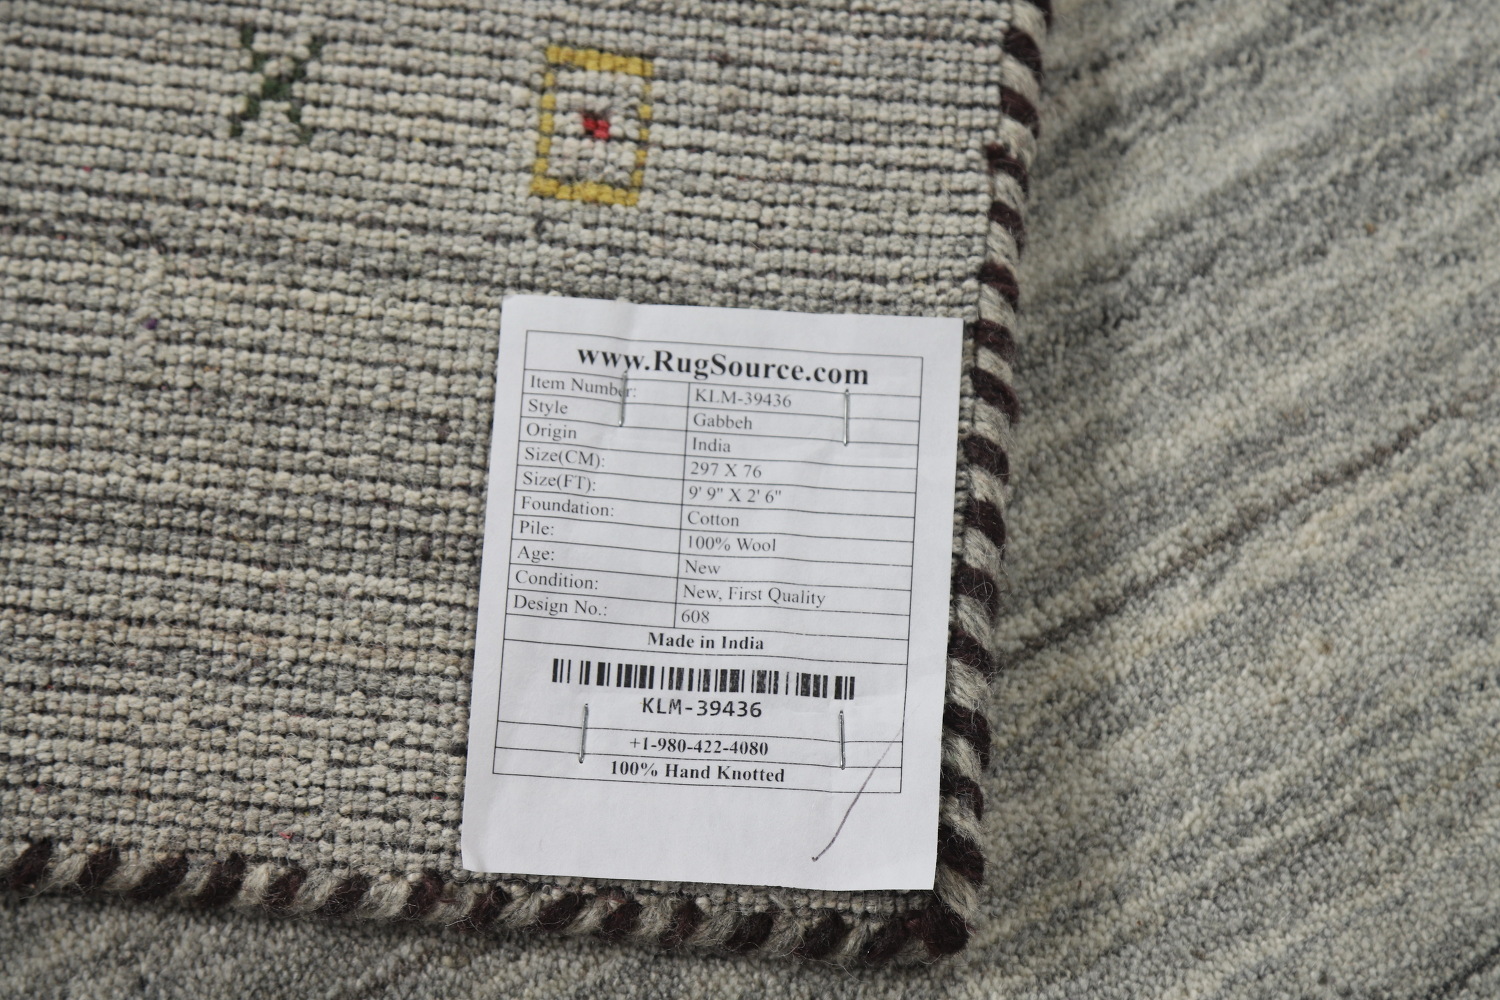 www.RugSource.com
Item Number: KLM-39436
Style Gabbeh
Origin India
Size(CM): 297 X 76
Size(FT): 9' 9" X 2' 6"
Foundation: Cotton
Pile: 100% Wool
Age: New
Condition: New, First Quality
Design No.: 608
Made in India
KLM-39436
+1-980-422-4080
100% Hand Knotted